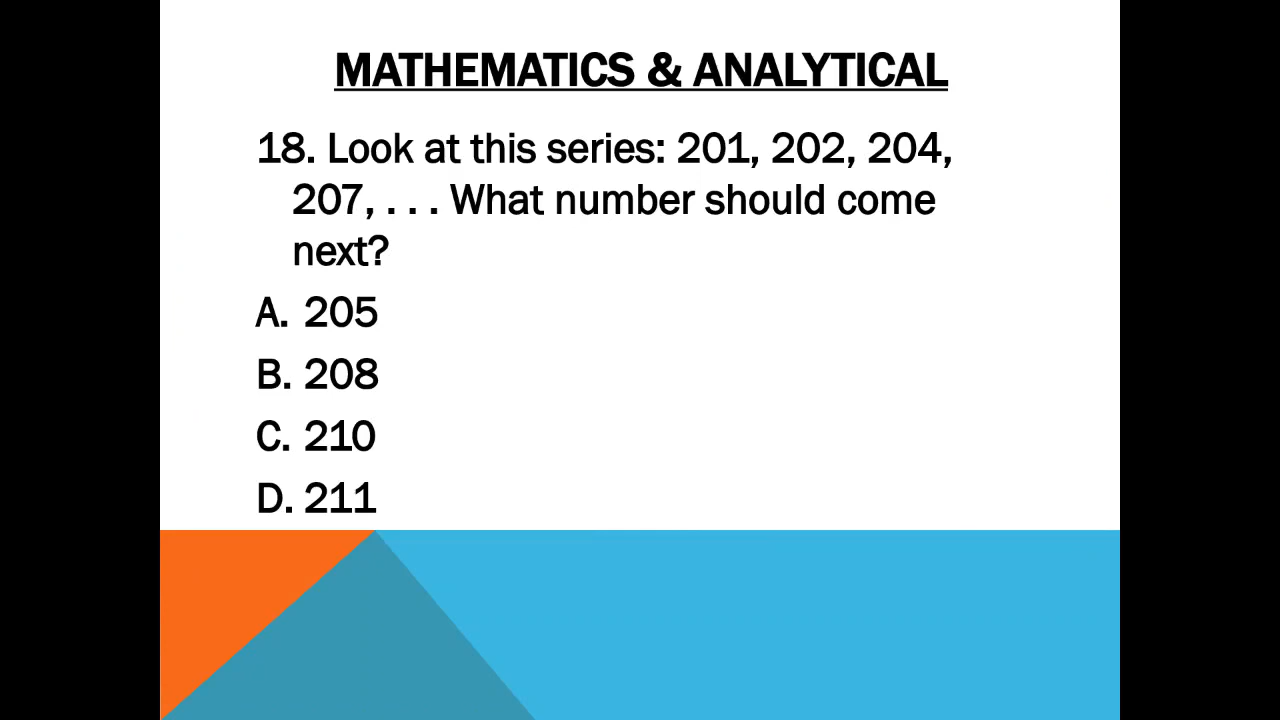 MATHEMATICS & ANALYTICAL
18. Look at this series: 201, 202, 204,
207, . . . What number should come
next?
A. 205
B. 208
C. 210
D. 211